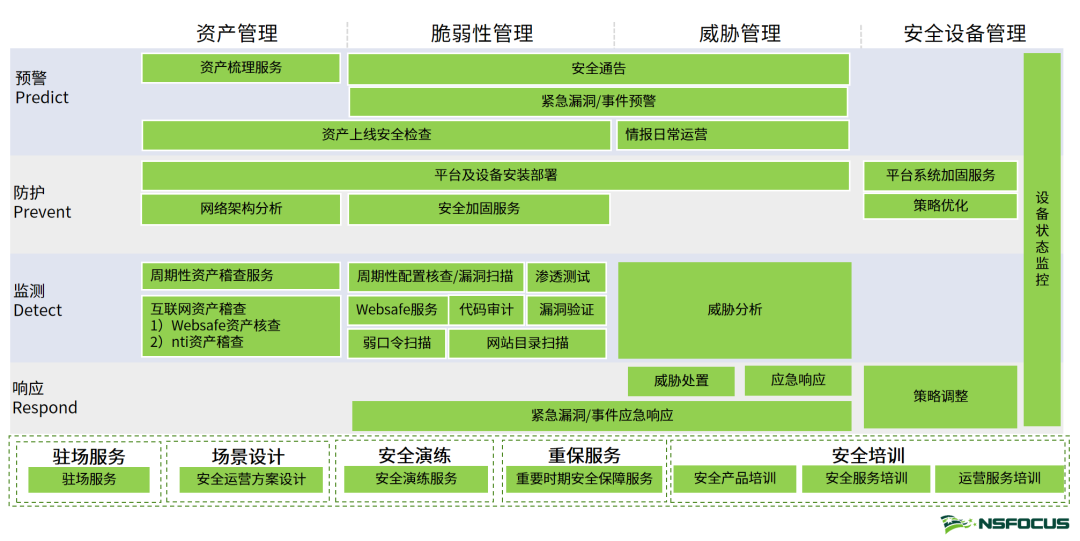 资产管理
脆弱性管理
威胁管理
安全设备管理
预警
Predict
资产梳理服务
安全通告
紧急漏洞/事件预警
资产上线安全检查
情报日常运营
防护
Prevent
平台及设备安装部署
平台系统加固服务
网络架构分析
安全加固服务
策略优化
设备状态监控
监测
Detect
周期性资产稽查服务
周期性配置核查/漏洞扫描
渗透测试
互联网资产稽查
1）Websafe资产核查
2）nti资产稽查
Websafe服务
代码审计
漏洞验证
弱口令扫描
网站目录扫描
威胁分析
响应
Respond
威胁处置
应急响应
策略调整
紧急漏洞/事件应急响应
驻场服务
驻场服务
场景设计
安全运营方案设计
安全演练
安全演练服务
重保服务
重要时期安全保障服务
安全培训
安全产品培训
安全服务培训
运营服务培训
NSFOCUS